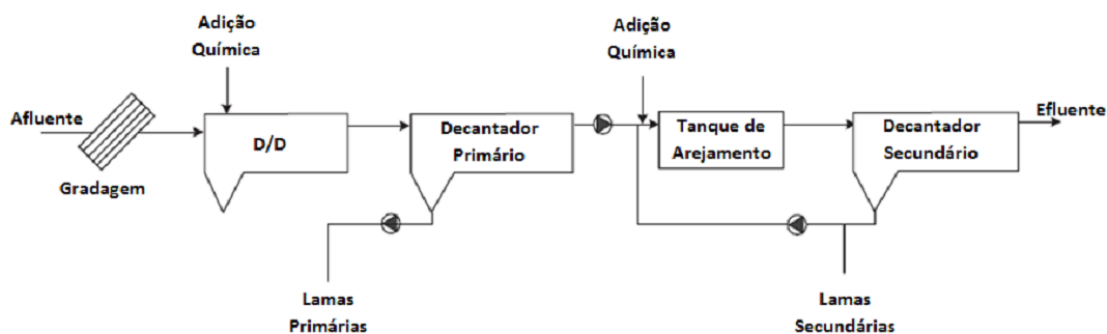 Adição
Química
Adição
Química
Afluente
Gradagem
D/D
Decantador
Primário
Tanque de
Arejamento
Decantador
Secundário
Efluente
Lamas
Primárias
Lamas
Secundárias